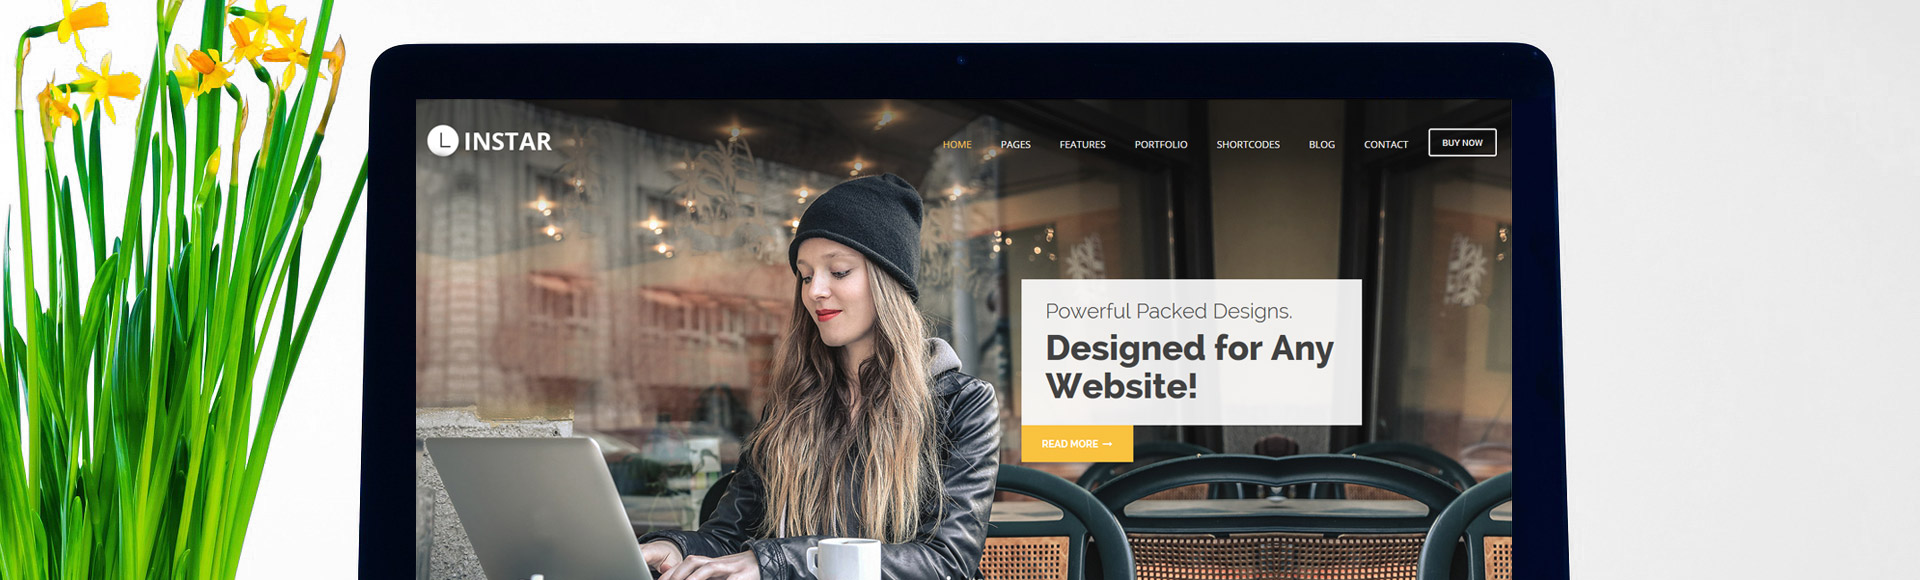 L INSTAR
HOME PAGES FEATURES PORTFOLIO SHORTCODES BLOG CONTACT BUY NOW
Powerful Packed Designs.
Designed for Any
Website!
READ MORE →